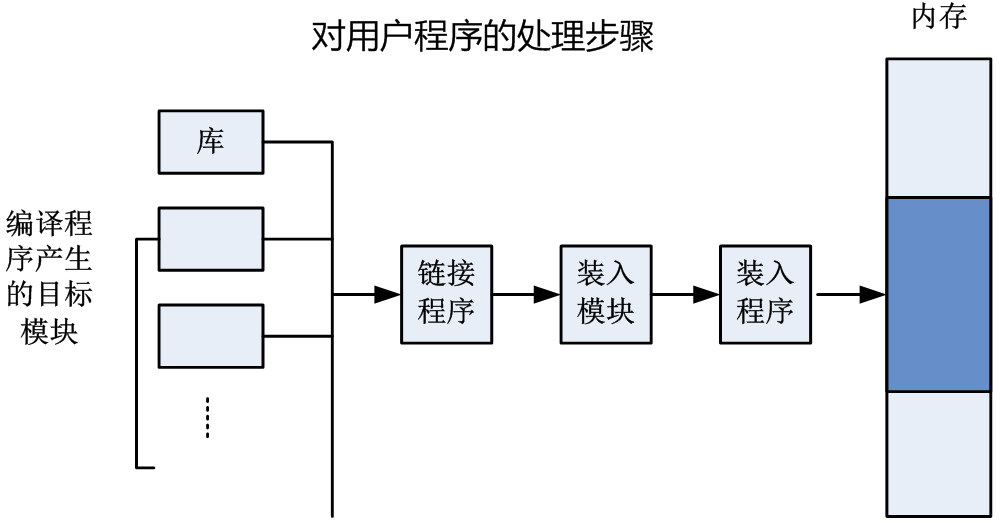 对用户程序的处理步骤
内存
库
编译程
序产生
的目标
模块
链接
程序
装入
模块
装入
程序